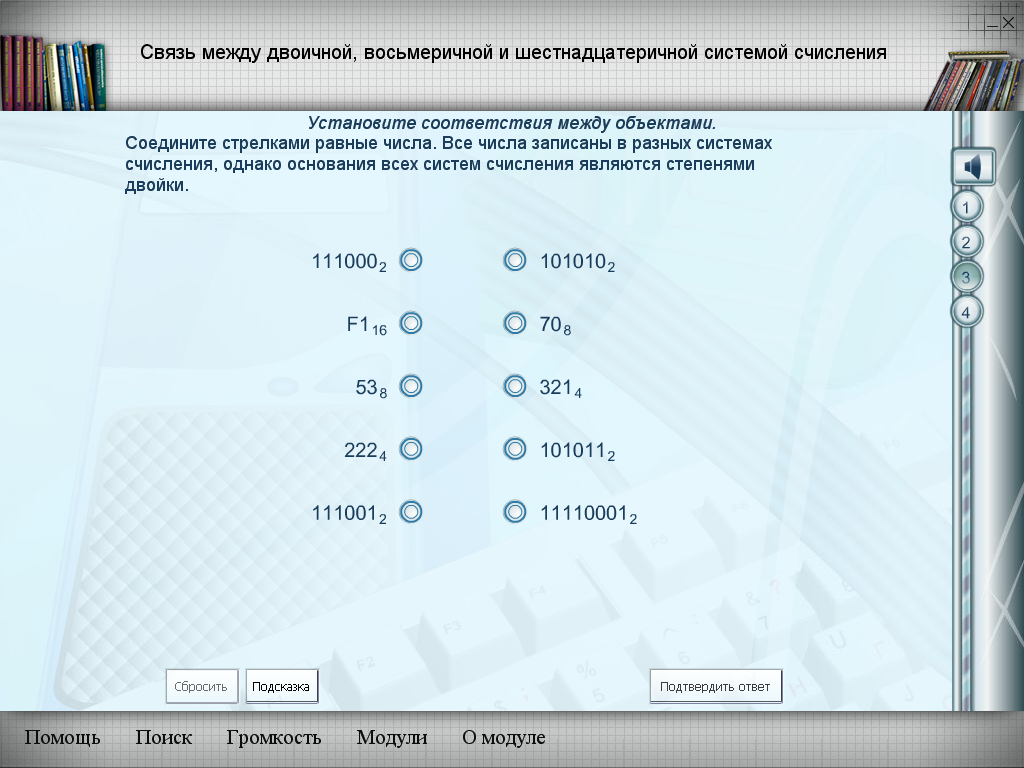 Связь между двоичной, восьмеричной и шестнадцатеричной системой счисления
Установите соответствия между объектами.
Соедините стрелками равные числа. Все числа записаны в разных системах
счисления, однако основания всех систем счисления являются степенями
двойки.
1
2
3
4
111000₂ 101010₂
F1₁₆ 70₈
53₈ 321₄
222₄ 101011₂
111001₂ 11110001₂
Сбросить Подсказка Подтвердить ответ
Помощь Поиск Громкость Модули О модуле